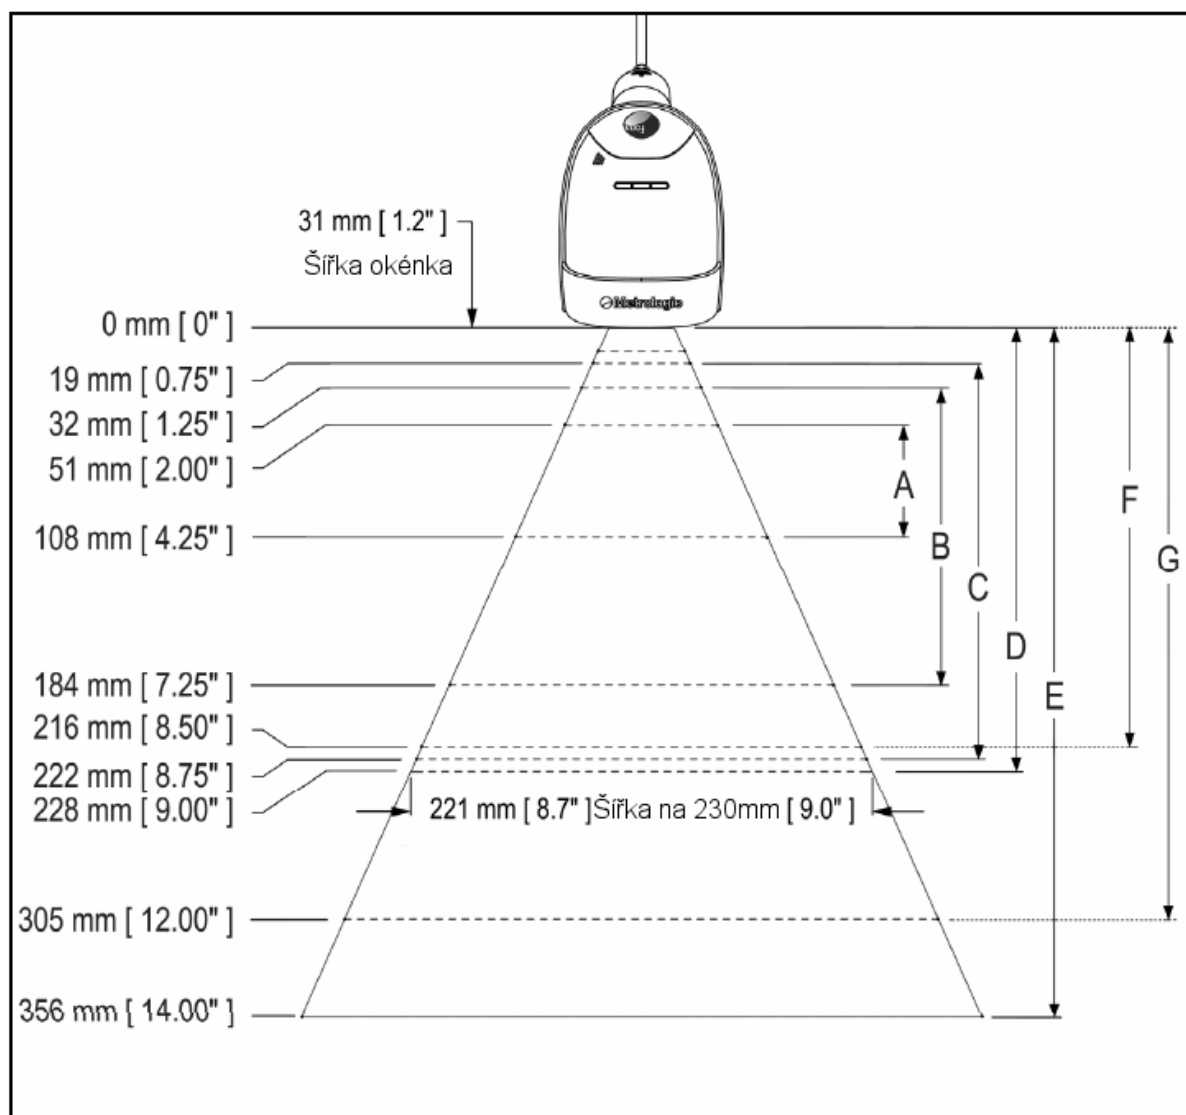 Metrologic
31 mm [ 1.2" ]
Šířka okénka
0 mm [ 0" ]
19 mm [ 0.75" ]
32 mm [ 1.25" ]
51 mm [ 2.00" ]
108 mm [ 4.25" ]
184 mm [ 7.25" ]
216 mm [ 8.50" ]
222 mm [ 8.75" ]
228 mm [ 9.00" ]
221 mm [ 8.7" ]Šířka na 230mm [ 9.0" ]
305 mm [ 12.00" ]
356 mm [ 14.00" ]
A
B
C
D
E
F
G